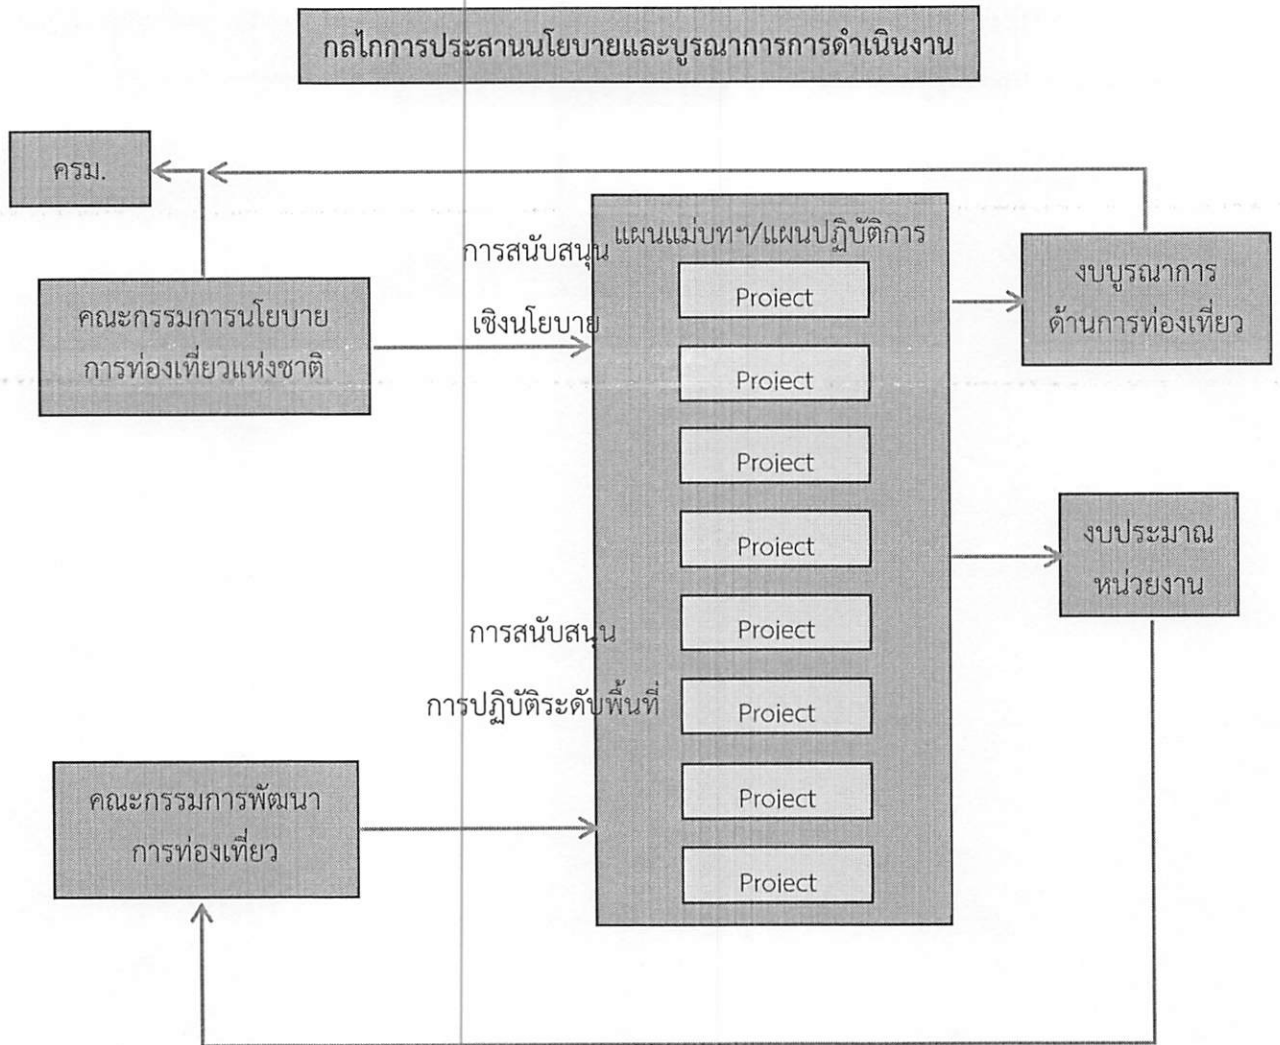 กลไกการประสานนโยบายและบูรณาการการดำเนินงาน
ครม.
แผนแม่บทฯ/แผนปฏิบัติการ
การสนับสนุน
เชิงนโยบาย
คณะกรรมการนโยบาย
การท่องเที่ยวแห่งชาติ
งบบูรณาการ
ด้านการท่องเที่ยว
Project
Project
Project
Project
Project
Project
Project
Project
งบประมาณ
หน่วยงาน
การสนับสนุน
การปฏิบัติระดับพื้นที่
คณะกรรมการพัฒนา
การท่องเที่ยว